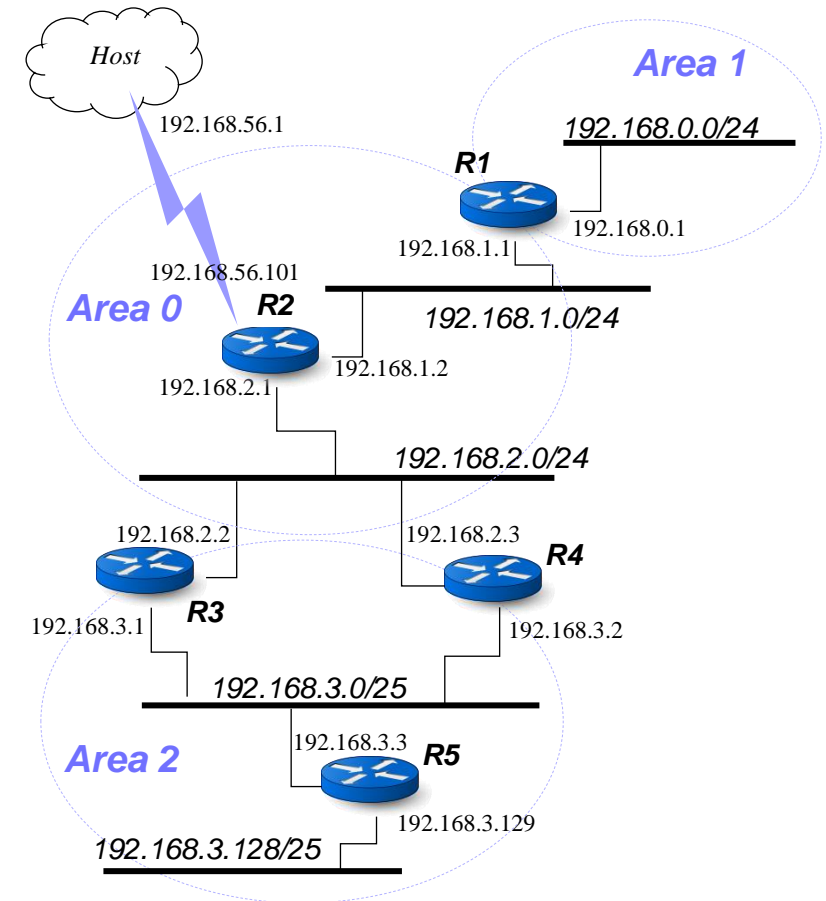 Host
Area 1
192.168.56.1
192.168.0.0/24
R1
192.168.0.1
192.168.1.1
192.168.56.101
Area 0
R2
192.168.1.0/24
192.168.1.2
192.168.2.1
192.168.2.0/24
192.168.2.2
192.168.2.3
R4
R3
192.168.3.1
192.168.3.2
192.168.3.0/25
192.168.3.3
R5
Area 2
192.168.3.129
192.168.3.128/25